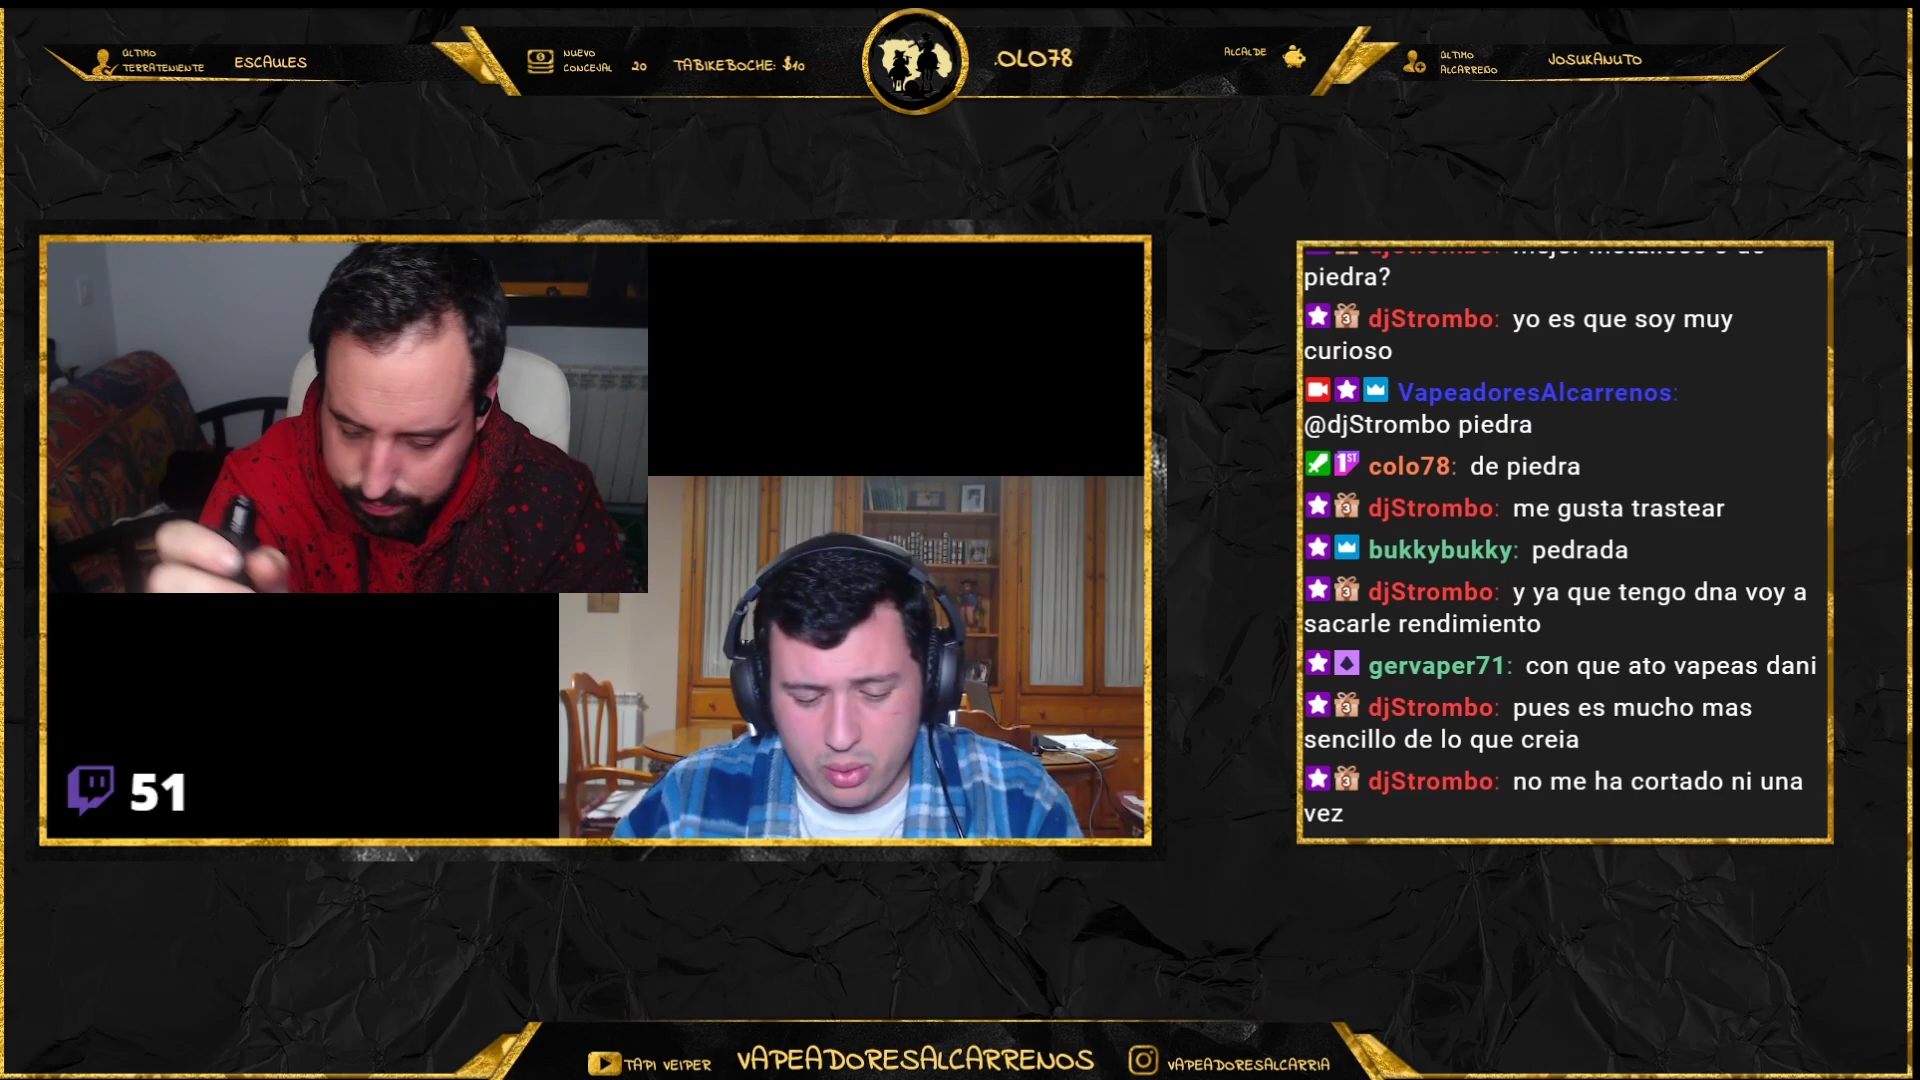 ÚLTIMO
TERRATENIENTE
ESCAULES
NUEVO
CONCEJAL
20
TABIKEBOCHE: $10
.OLO78
ALCALDE
ÚLTIMO
ALCARREÑO
JOSUKANUTO
piedra?
djStrombo: yo es que soy muy
curioso
VapeadoresAlcarrenos:
@djStrombo piedra
1ST colo78: de piedra
djStrombo: me gusta trastear
bukkybukky: pedrada
djStrombo: y ya que tengo dna voy a
sacarle rendimiento
gervaper71: con que ato vapeas dani
djStrombo: pues es mucho mas
sencillo de lo que creia
djStrombo: no me ha cortado ni una
vez
51
TAPI VEIPER
VAPEADORESALCARRENOS
VAPEADORESALCARRIA